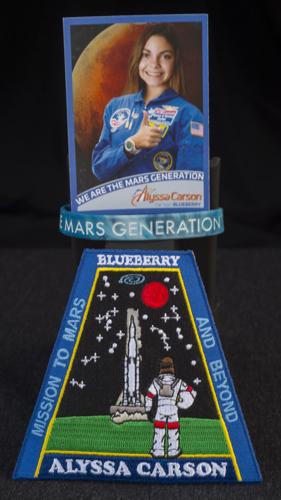 WE ARE THE MARS GENERATION
Alyssa Carson
BLUEBERRY
E MARS GENERATION
BLUEBERRY
MISSION TO MARS
AND BEYOND
ALYSSA CARSON